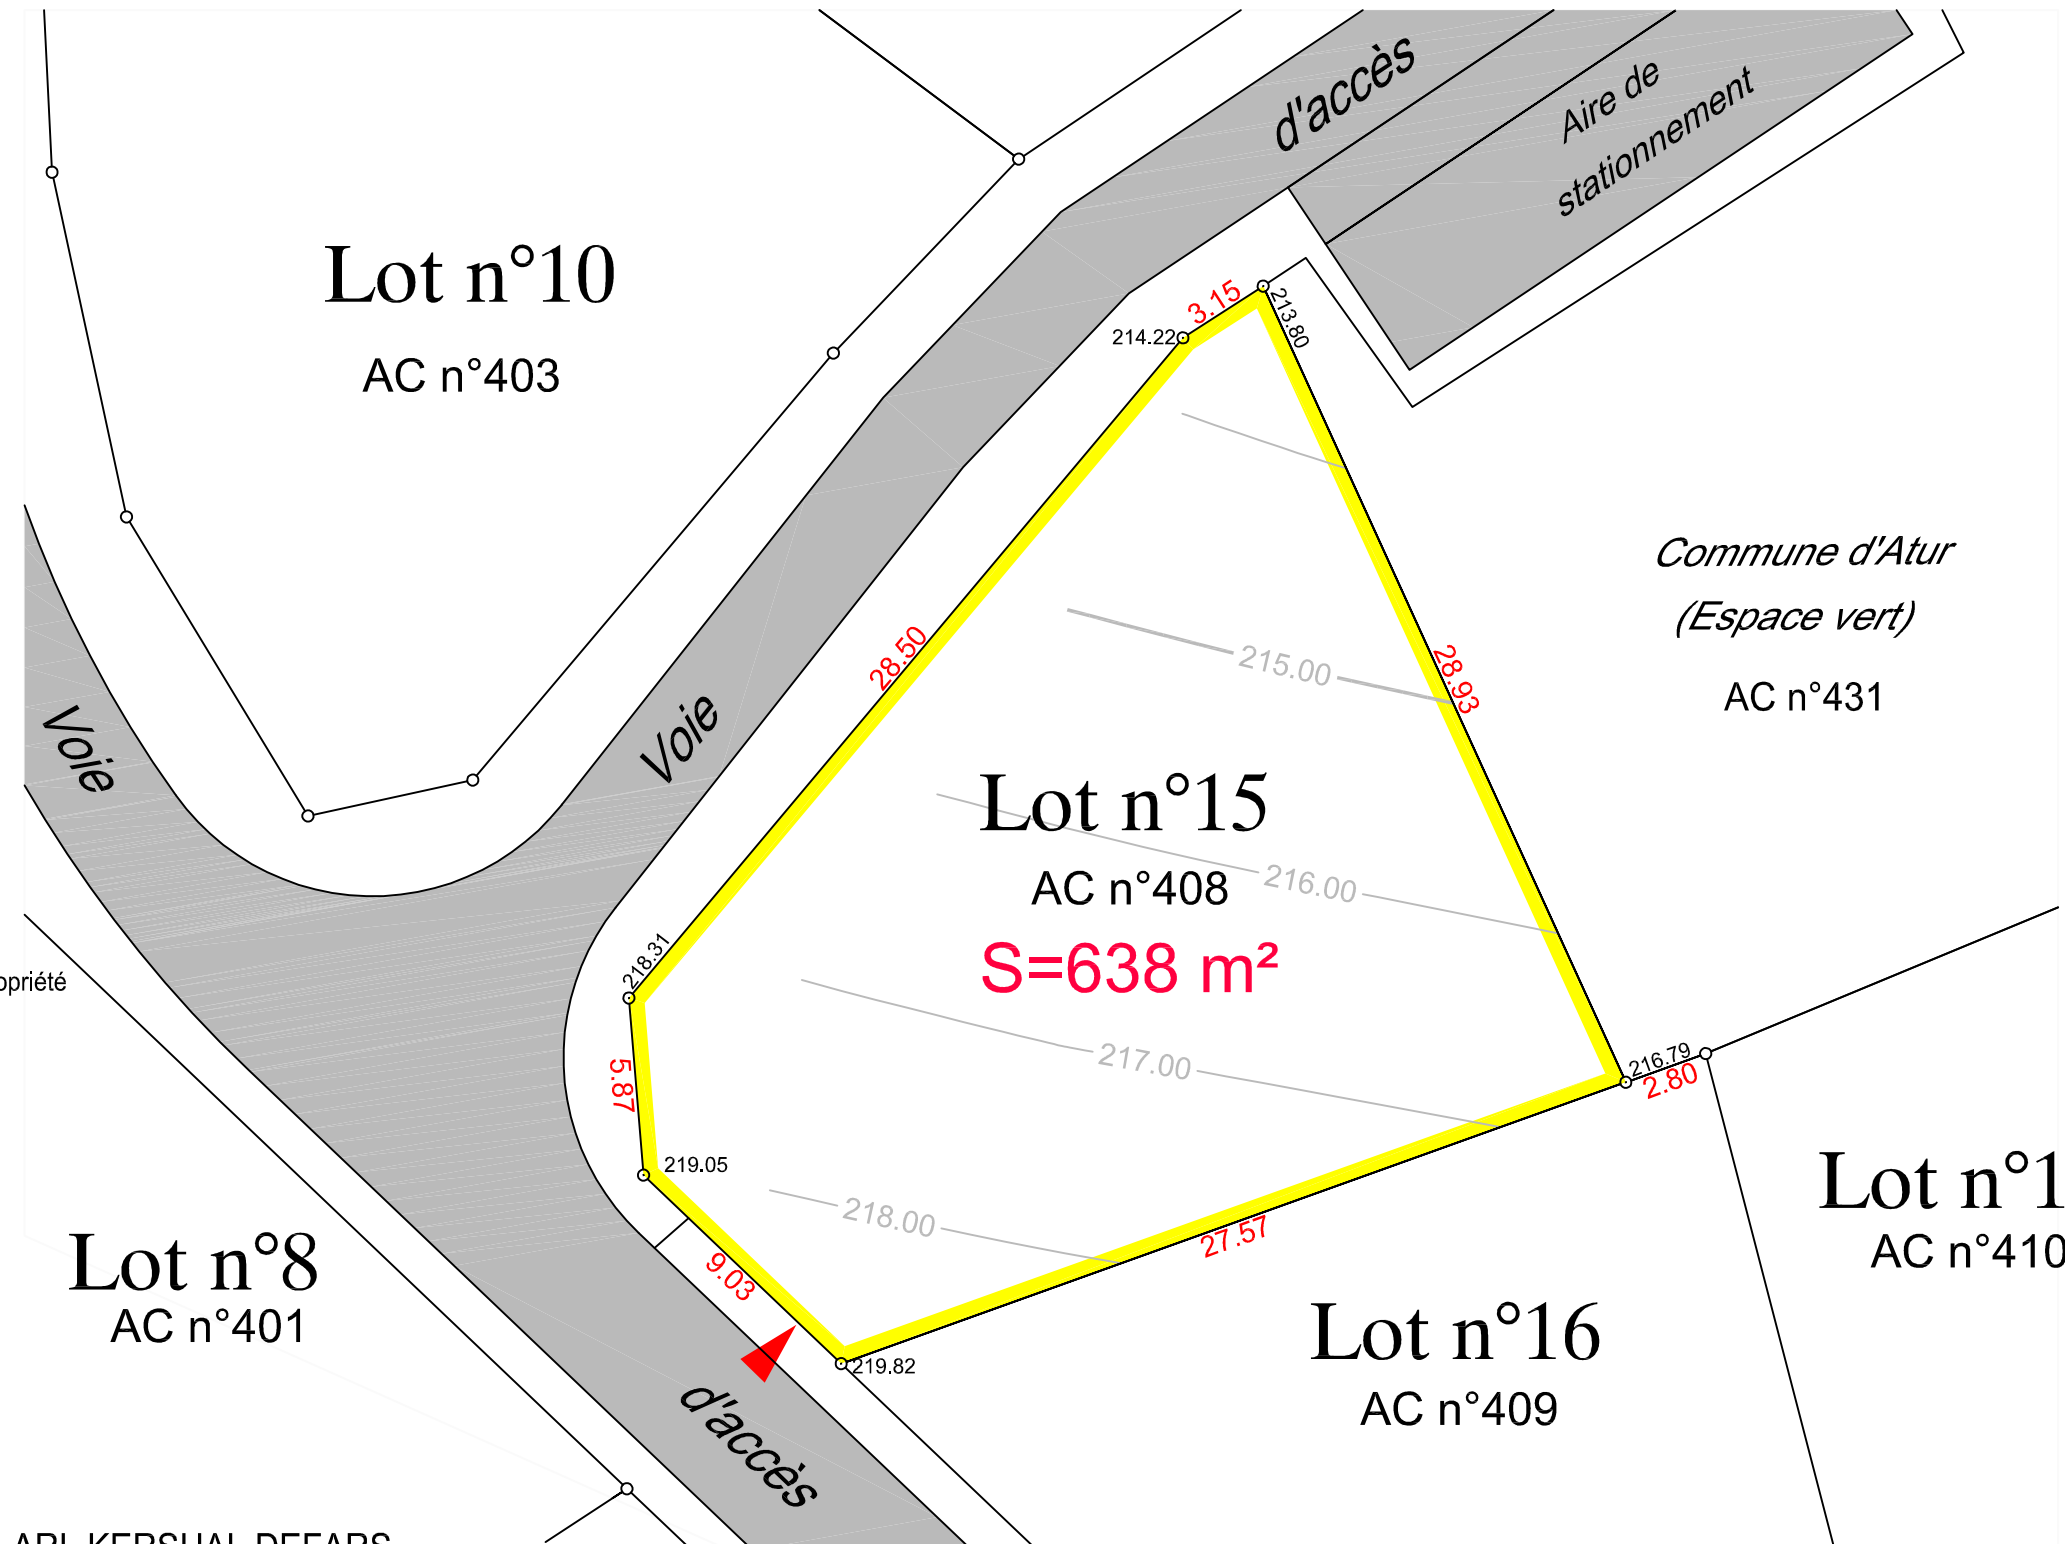 d'accès
Aire de
stationnement
Lot n°10
AC n°403
3.15
213.80
214.22
Commune d'Atur
(Espace vert)
AC n°431
28.50
28.93
215.00
Voie
Voie
Lot n°15
AC n°408
S=638 m²
216.00
218.31
opriété
217.00
216.79
2.80
5.87
219.05
218.00
27.57
9.03
Lot n°1
AC n°410
Lot n°8
AC n°401
Lot n°16
AC n°409
219.82
d'accès